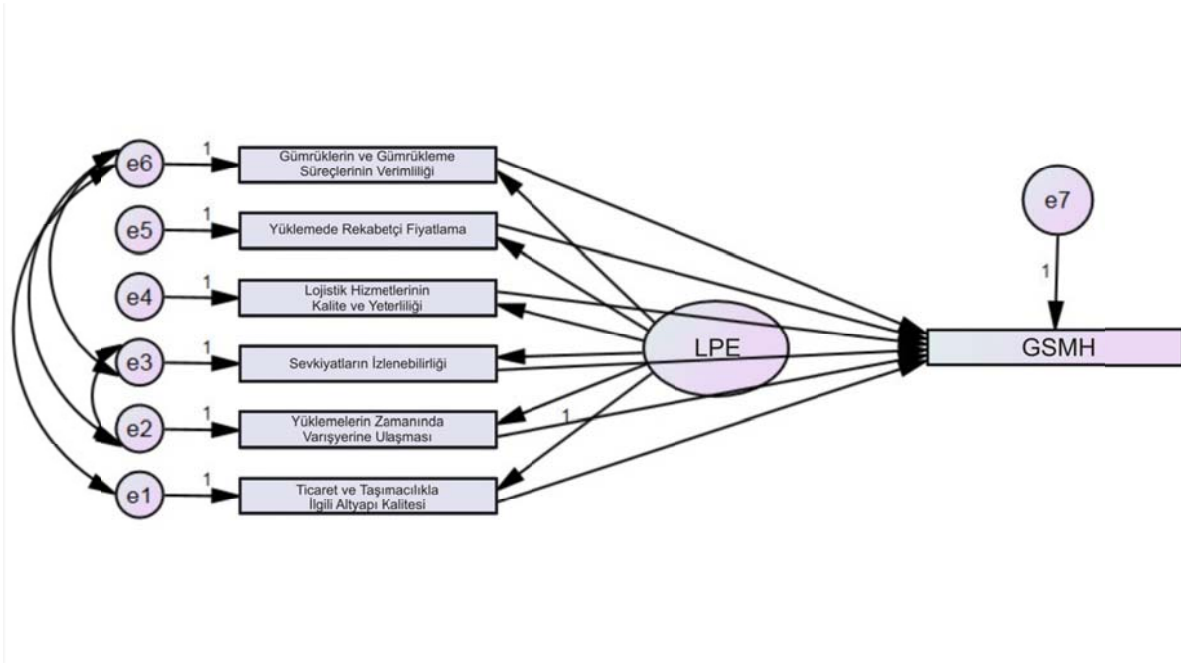 e6
1
Gümrüklerin ve Gümrükleme
Süreçlerinin Verimliliği
e5
1
Yüklemede Rekabetçi Fiyatlama
e4
1
Lojistik Hizmetlerinin
Kalite ve Yeterliliği
e3
1
Sevkiyatların İzlenebilirliği
e2
1
Yüklemelerin Zamanında
Varışyerine Ulaşması
e1
1
Ticaret ve Taşımacılıkla
İlgili Altyapı Kalitesi
LPE
1
e7
1
GSMH